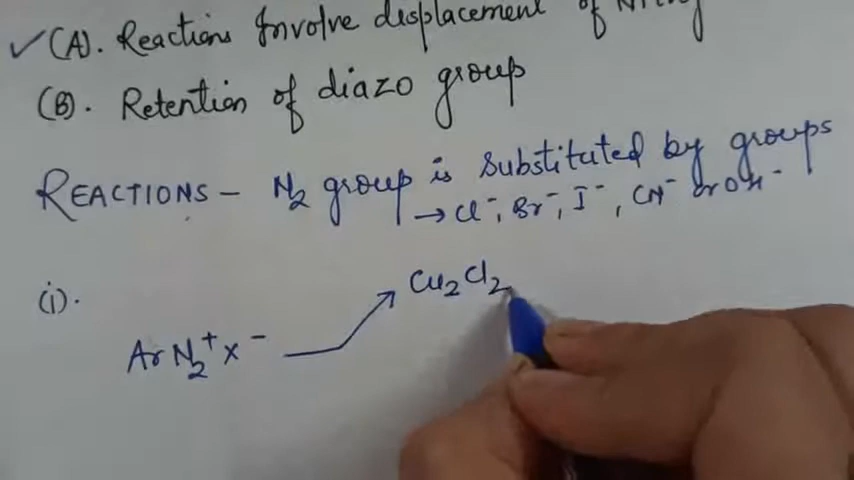 ✓(A). Reactions Involve displacement of
(B). Retention of diazo group
REACTIONS - N₂ group is substituted by groups
→ Cl⁻, Br⁻, I⁻, CN⁻ or OH⁻
(i).
Cu₂Cl₂
ArN₂⁺X⁻